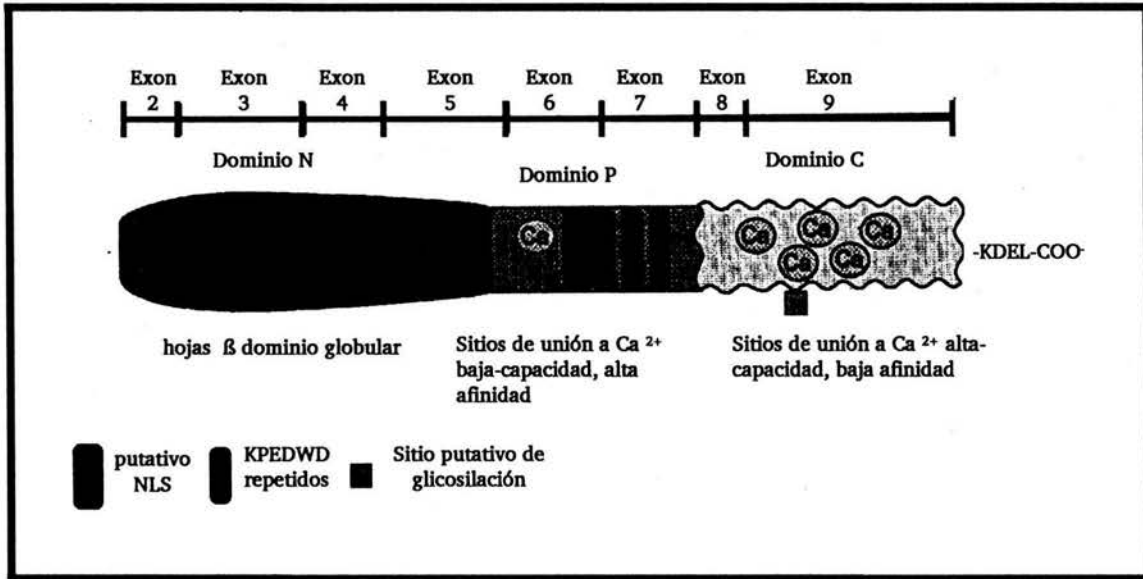 Exon Exon Exon Exon Exon Exon Exon Exon
2 3 4 5 6 7 8 9
Dominio N
Dominio P
Dominio C
Ca
Ca
Ca
Ca
Ca
Ca
-KDEL-COO-
hojas ß dominio globular
Sitios de unión a Ca ²⁺
baja-capacidad, alta
afinidad
Sitios de unión a Ca ²⁺ alta-
capacidad, baja afinidad
putativo
NLS
KPEDWD
repetidos
Sitio putativo de
glicosilación